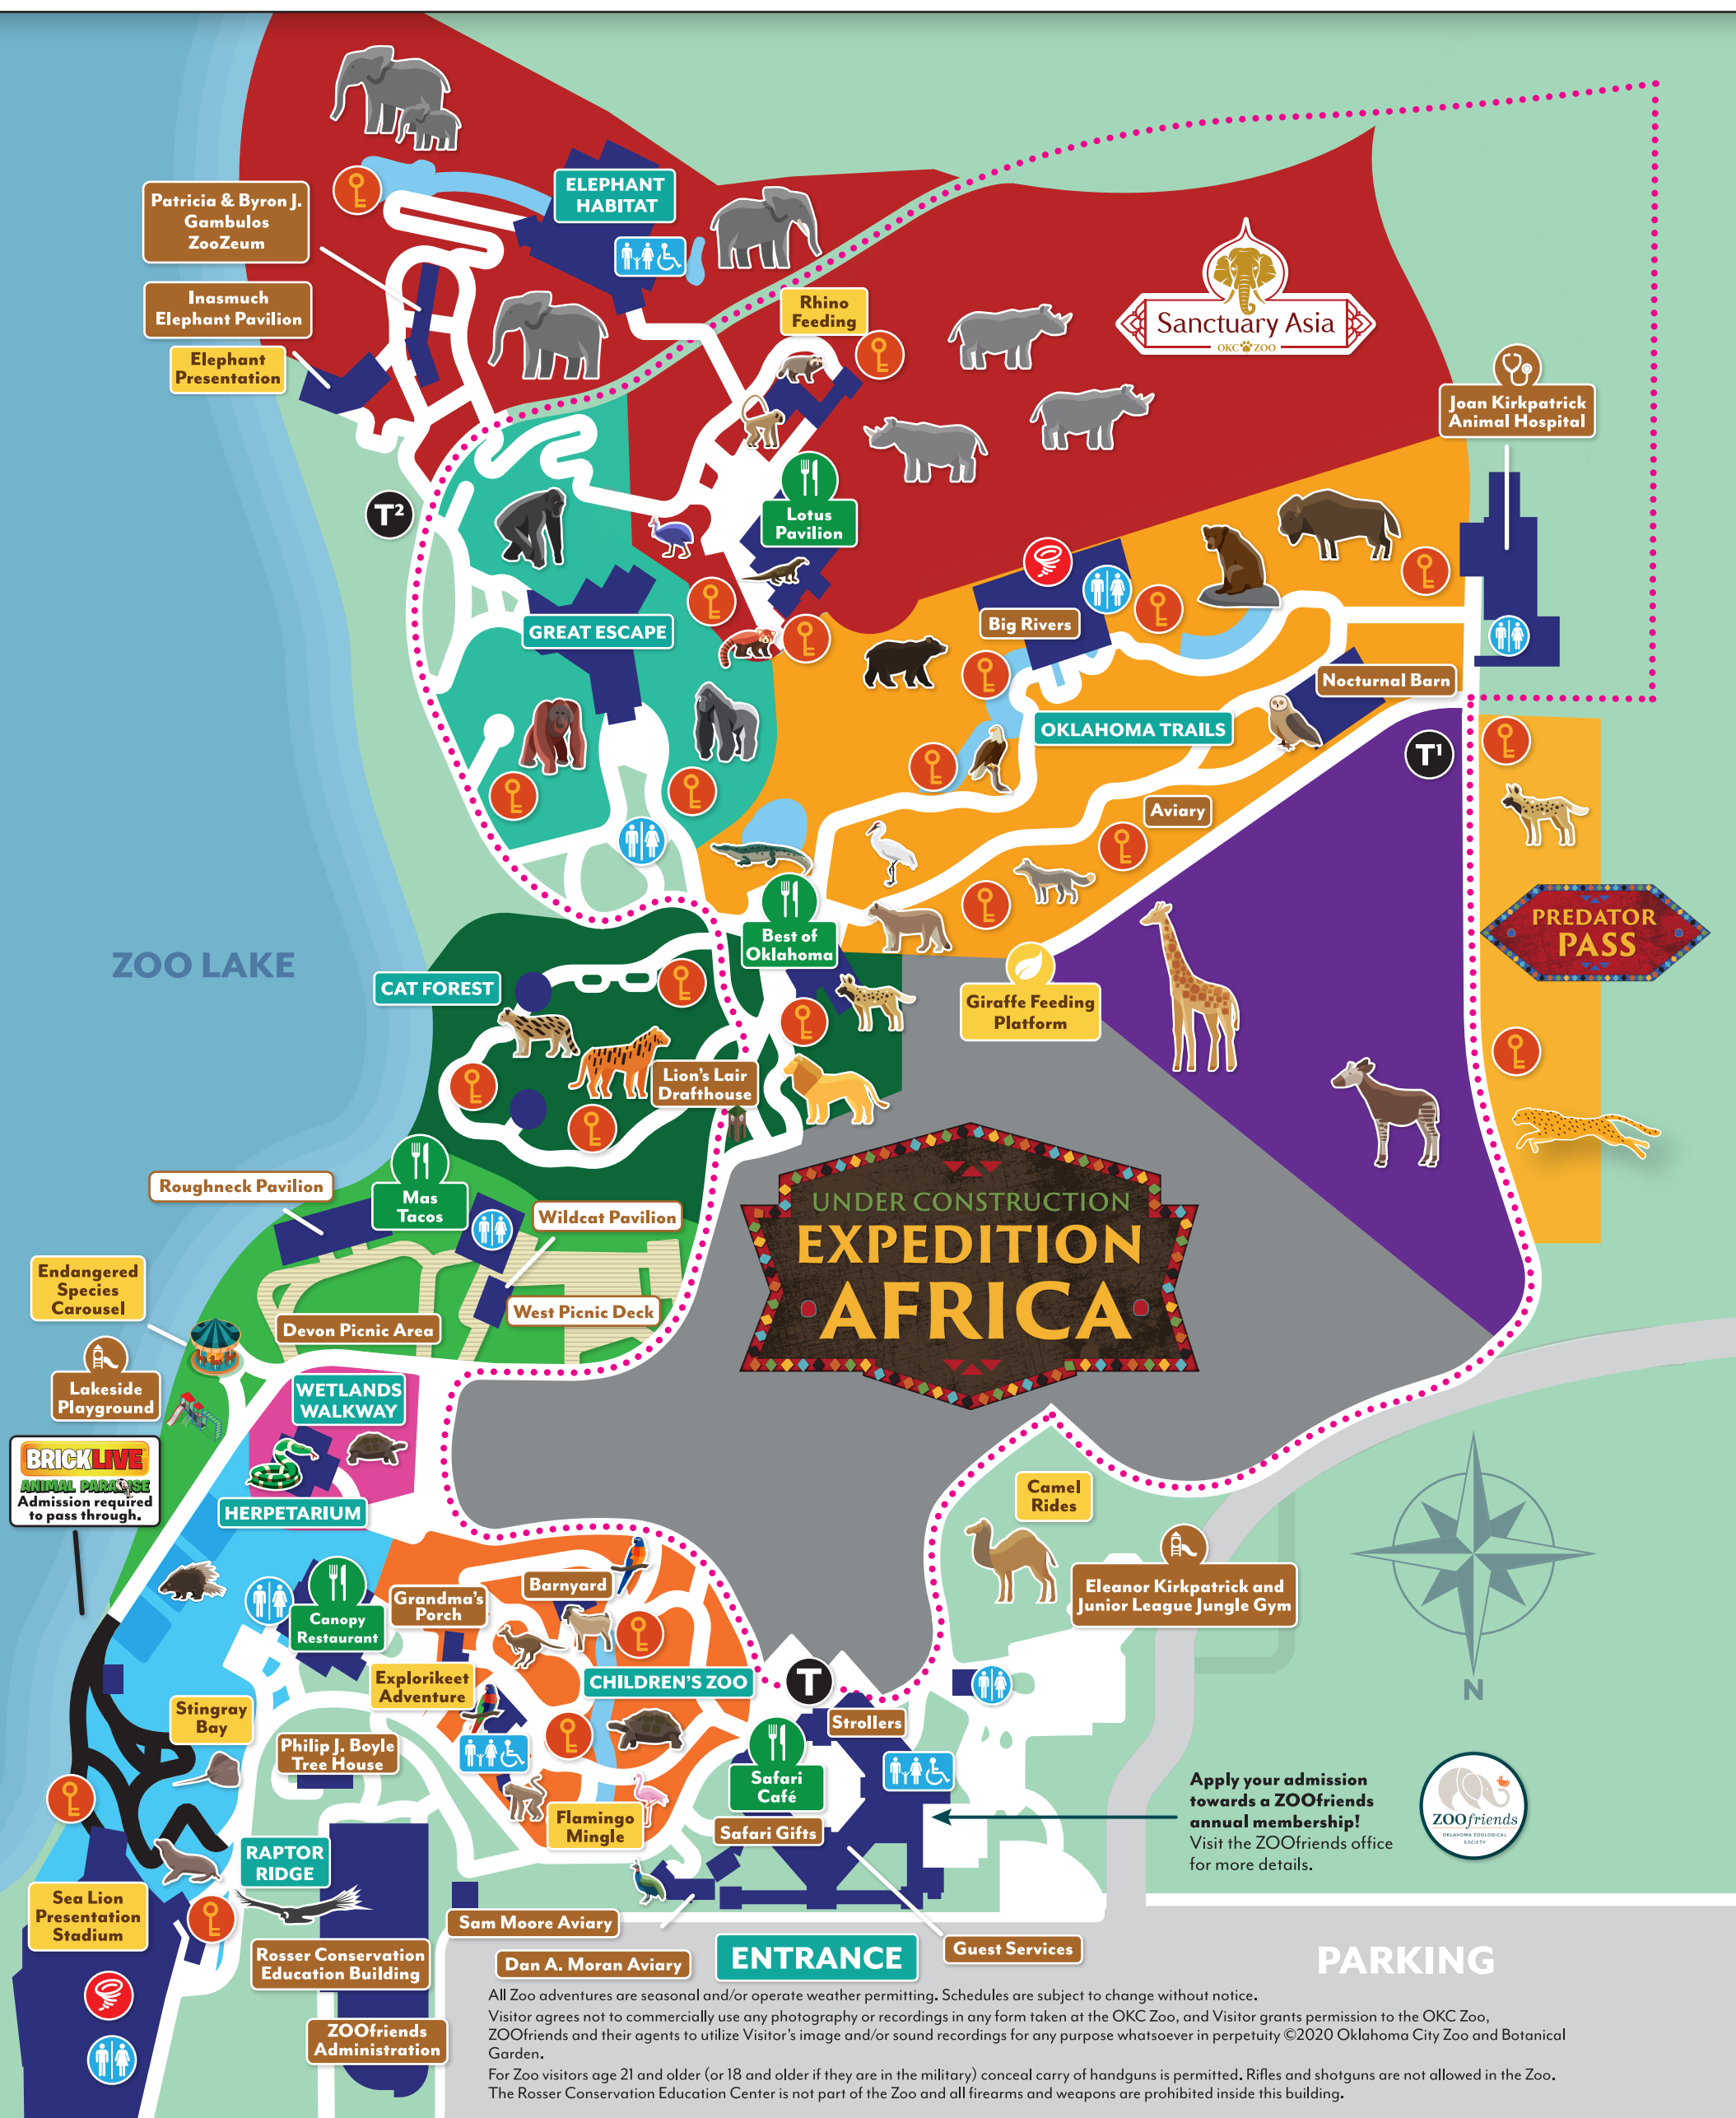 ELEPHANT
HABITAT
Patricia & Byron J.
Gambulos
ZooZeum
Inasmuch
Elephant Pavilion
Elephant
Presentation
Rhino
Feeding
Sanctuary Asia
OKC ZOO
Joan Kirkpatrick
Animal Hospital
T²
Lotus
Pavilion
GREAT ESCAPE
Big Rivers
Nocturnal Barn
OKLAHOMA TRAILS
T¹
Aviary
PREDATOR
PASS
ZOO LAKE
Best of
Oklahoma
CAT FOREST
Giraffe Feeding
Platform
Lion's Lair
Drafthouse
Mas
Tacos
Roughneck Pavilion
Wildcat Pavilion
UNDER CONSTRUCTION
EXPEDITION
AFRICA
Endangered
Species
Carousel
West Picnic Deck
Devon Picnic Area
Lakeside
Playground
WETLANDS
WALKWAY
BRICKLIVE
ANIMAL PARADISE
Admission required
to pass through.
HERPETARIUM
Camel
Rides
Eleanor Kirkpatrick and
Junior League Jungle Gym
Barnyard
Grandma's
Porch
Canopy
Restaurant
Explorikeet
Adventure
CHILDREN'S ZOO
T
N
Stingray
Bay
Strollers
Philip J. Boyle
Tree House
Safari
Café
Flamingo
Mingle
Safari Gifts
Apply your admission
towards a ZOOfriends
annual membership!
Visit the ZOOfriends office
for more details.
ZOOfriends
OKLAHOMA ZOOLOGICAL
SOCIETY
RAPTOR
RIDGE
Sea Lion
Presentation
Stadium
Sam Moore Aviary
Rosser Conservation
Education Building
Dan A. Moran Aviary
ENTRANCE
Guest Services
PARKING
ZOOfriends
Administration
All Zoo adventures are seasonal and/or operate weather permitting. Schedules are subject to change without notice.
Visitor agrees not to commercially use any photography or recordings in any form taken at the OKC Zoo, and Visitor grants permission to the OKC Zoo,
ZOOfriends and their agents to utilize Visitor's image and/or sound recordings for any purpose whatsoever in perpetuity ©2020 Oklahoma City Zoo and Botanical
Garden.
For Zoo visitors age 21 and older (or 18 and older if they are in the military) conceal carry of handguns is permitted. Rifles and shotguns are not allowed in the Zoo.
The Rosser Conservation Education Center is not part of the Zoo and all firearms and weapons are prohibited inside this building.